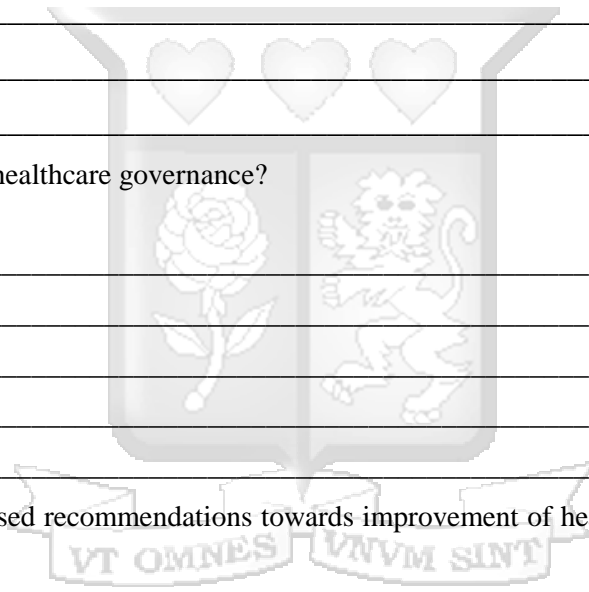 healthcare governance?
sed recommendations towards improvement of he
VT OMNES VNVM SINT